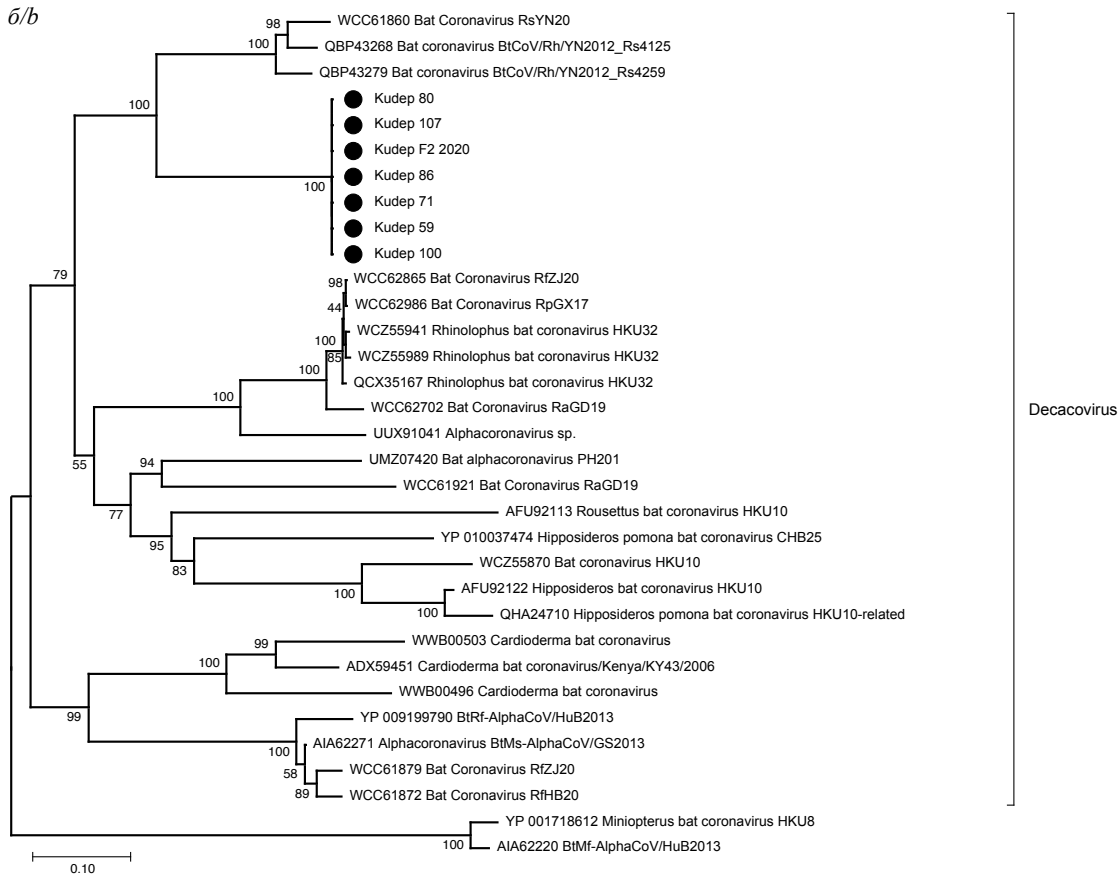 б/b
98
WCC61860 Bat Coronavirus RsYN20
100
QBP43268 Bat coronavirus BtCoV/Rh/YN2012_Rs4125
QBP43279 Bat coronavirus BtCoV/Rh/YN2012_Rs4259
100
Kudep 80
Kudep 107
Kudep F2 2020
100
Kudep 86
Kudep 71
Kudep 59
Kudep 100
79
98
WCC62865 Bat Coronavirus RfZJ20
44
WCC62986 Bat Coronavirus RpGX17
100
WCZ55941 Rhinolophus bat coronavirus HKU32
85
WCZ55989 Rhinolophus bat coronavirus HKU32
100
QCX35167 Rhinolophus bat coronavirus HKU32
100
WCC62702 Bat Coronavirus RaGD19
UUX91041 Alphacoronavirus sp.
55
94
UMZ07420 Bat alphacoronavirus PH201
WCC61921 Bat Coronavirus RaGD19
77
AFU92113 Rousettus bat coronavirus HKU10
95
YP 010037474 Hipposideros pomona bat coronavirus CHB25
83
WCZ55870 Bat coronavirus HKU10
100
AFU92122 Hipposideros bat coronavirus HKU10
100
QHA24710 Hipposideros pomona bat coronavirus HKU10-related
99
WWB00503 Cardioderma bat coronavirus
100
ADX59451 Cardioderma bat coronavirus/Kenya/KY43/2006
WWB00496 Cardioderma bat coronavirus
99
YP 009199790 BtRf-AlphaCoV/HuB2013
100
AIA62271 Alphacoronavirus BtMs-AlphaCoV/GS2013
58
WCC61879 Bat Coronavirus RfZJ20
89
WCC61872 Bat Coronavirus RfHB20
YP 001718612 Miniopterus bat coronavirus HKU8
100
AIA62220 BtMf-AlphaCoV/HuB2013
Decacovirus
0.10